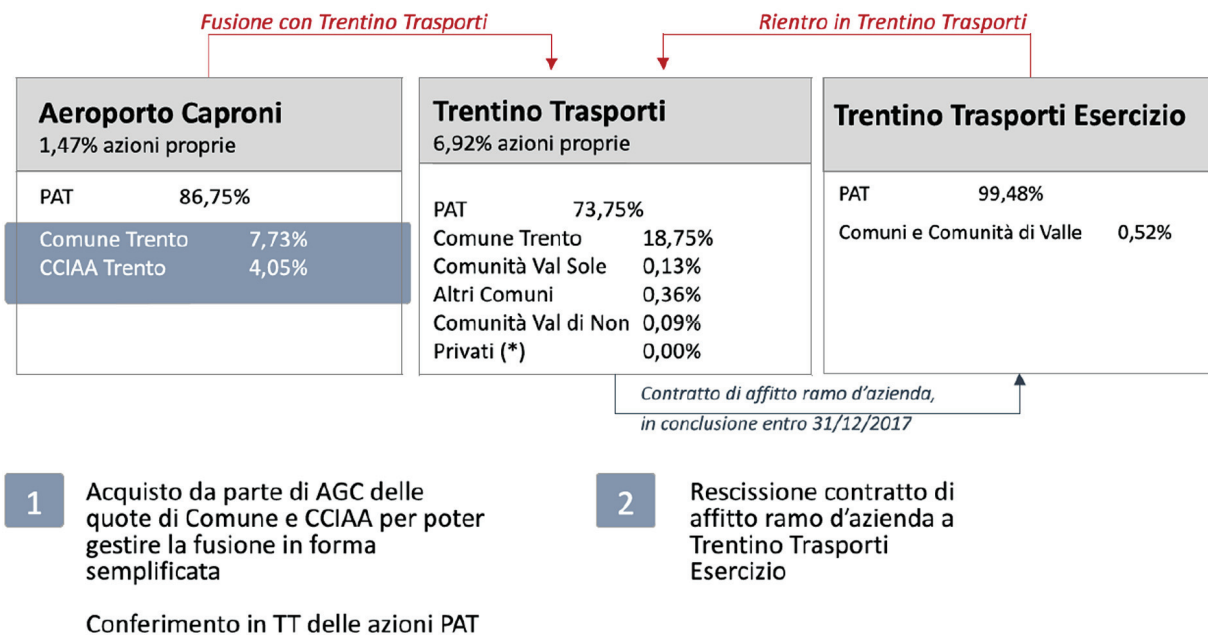 Fusione con Trentino Trasporti
Rientro in Trentino Trasporti
Aeroporto Caproni
1,47% azioni proprie
PAT 86,75%
Comune Trento 7,73%
CCIAA Trento 4,05%
Trentino Trasporti
6,92% azioni proprie
PAT 73,75%
Comune Trento 18,75%
Comunità Val Sole 0,13%
Altri Comuni 0,36%
Comunità Val di Non 0,09%
Privati (*) 0,00%
Trentino Trasporti Esercizio
PAT 99,48%
Comuni e Comunità di Valle 0,52%
Contratto di affitto ramo d'azienda,
in conclusione entro 31/12/2017
1
Acquisto da parte di AGC delle
quote di Comune e CCIAA per poter
gestire la fusione in forma
semplificata
Conferimento in TT delle azioni PAT
2
Rescissione contratto di
affitto ramo d'azienda a
Trentino Trasporti
Esercizio